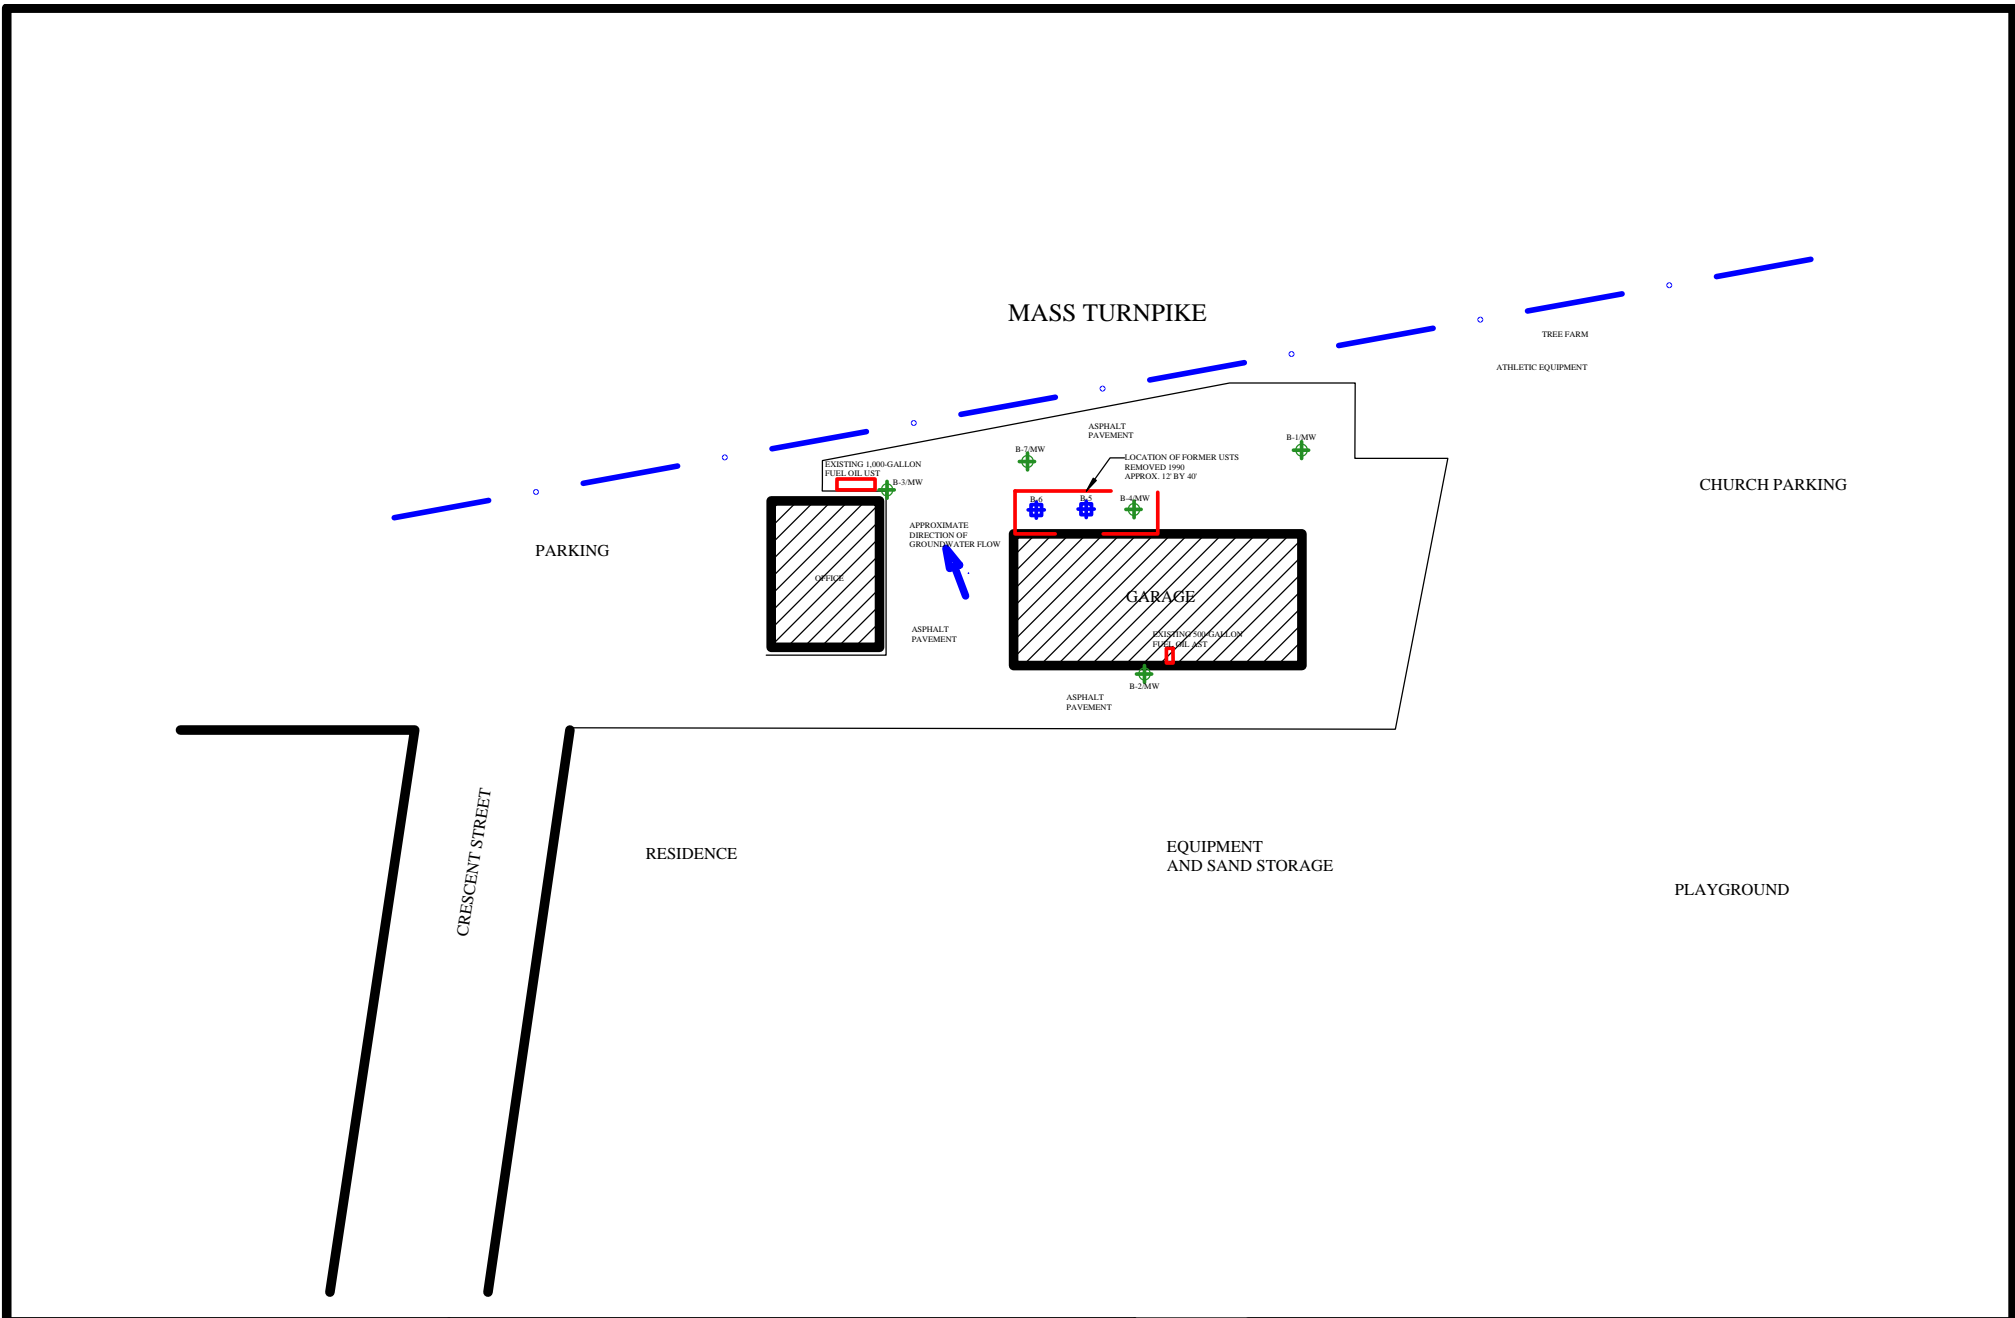 MASS TURNPIKE
TREE FARM
ATHLETIC EQUIPMENT
ASPHALT
PAVEMENT
B-1/MW
B-7/MW
LOCATION OF FORMER USTS
REMOVED 1990
APPROX. 12' BY 40'
EXISTING 1,000-GALLON
FUEL OIL UST
B-3/MW
CHURCH PARKING
B-6
B-5
B-4/MW
APPROXIMATE
DIRECTION OF
GROUNDWATER FLOW
PARKING
OFFICE
GARAGE
ASPHALT
PAVEMENT
EXISTING 500-GALLON
FUEL OIL AST
B-2/MW
ASPHALT
PAVEMENT
CRESCENT STREET
RESIDENCE
EQUIPMENT
AND SAND STORAGE
PLAYGROUND